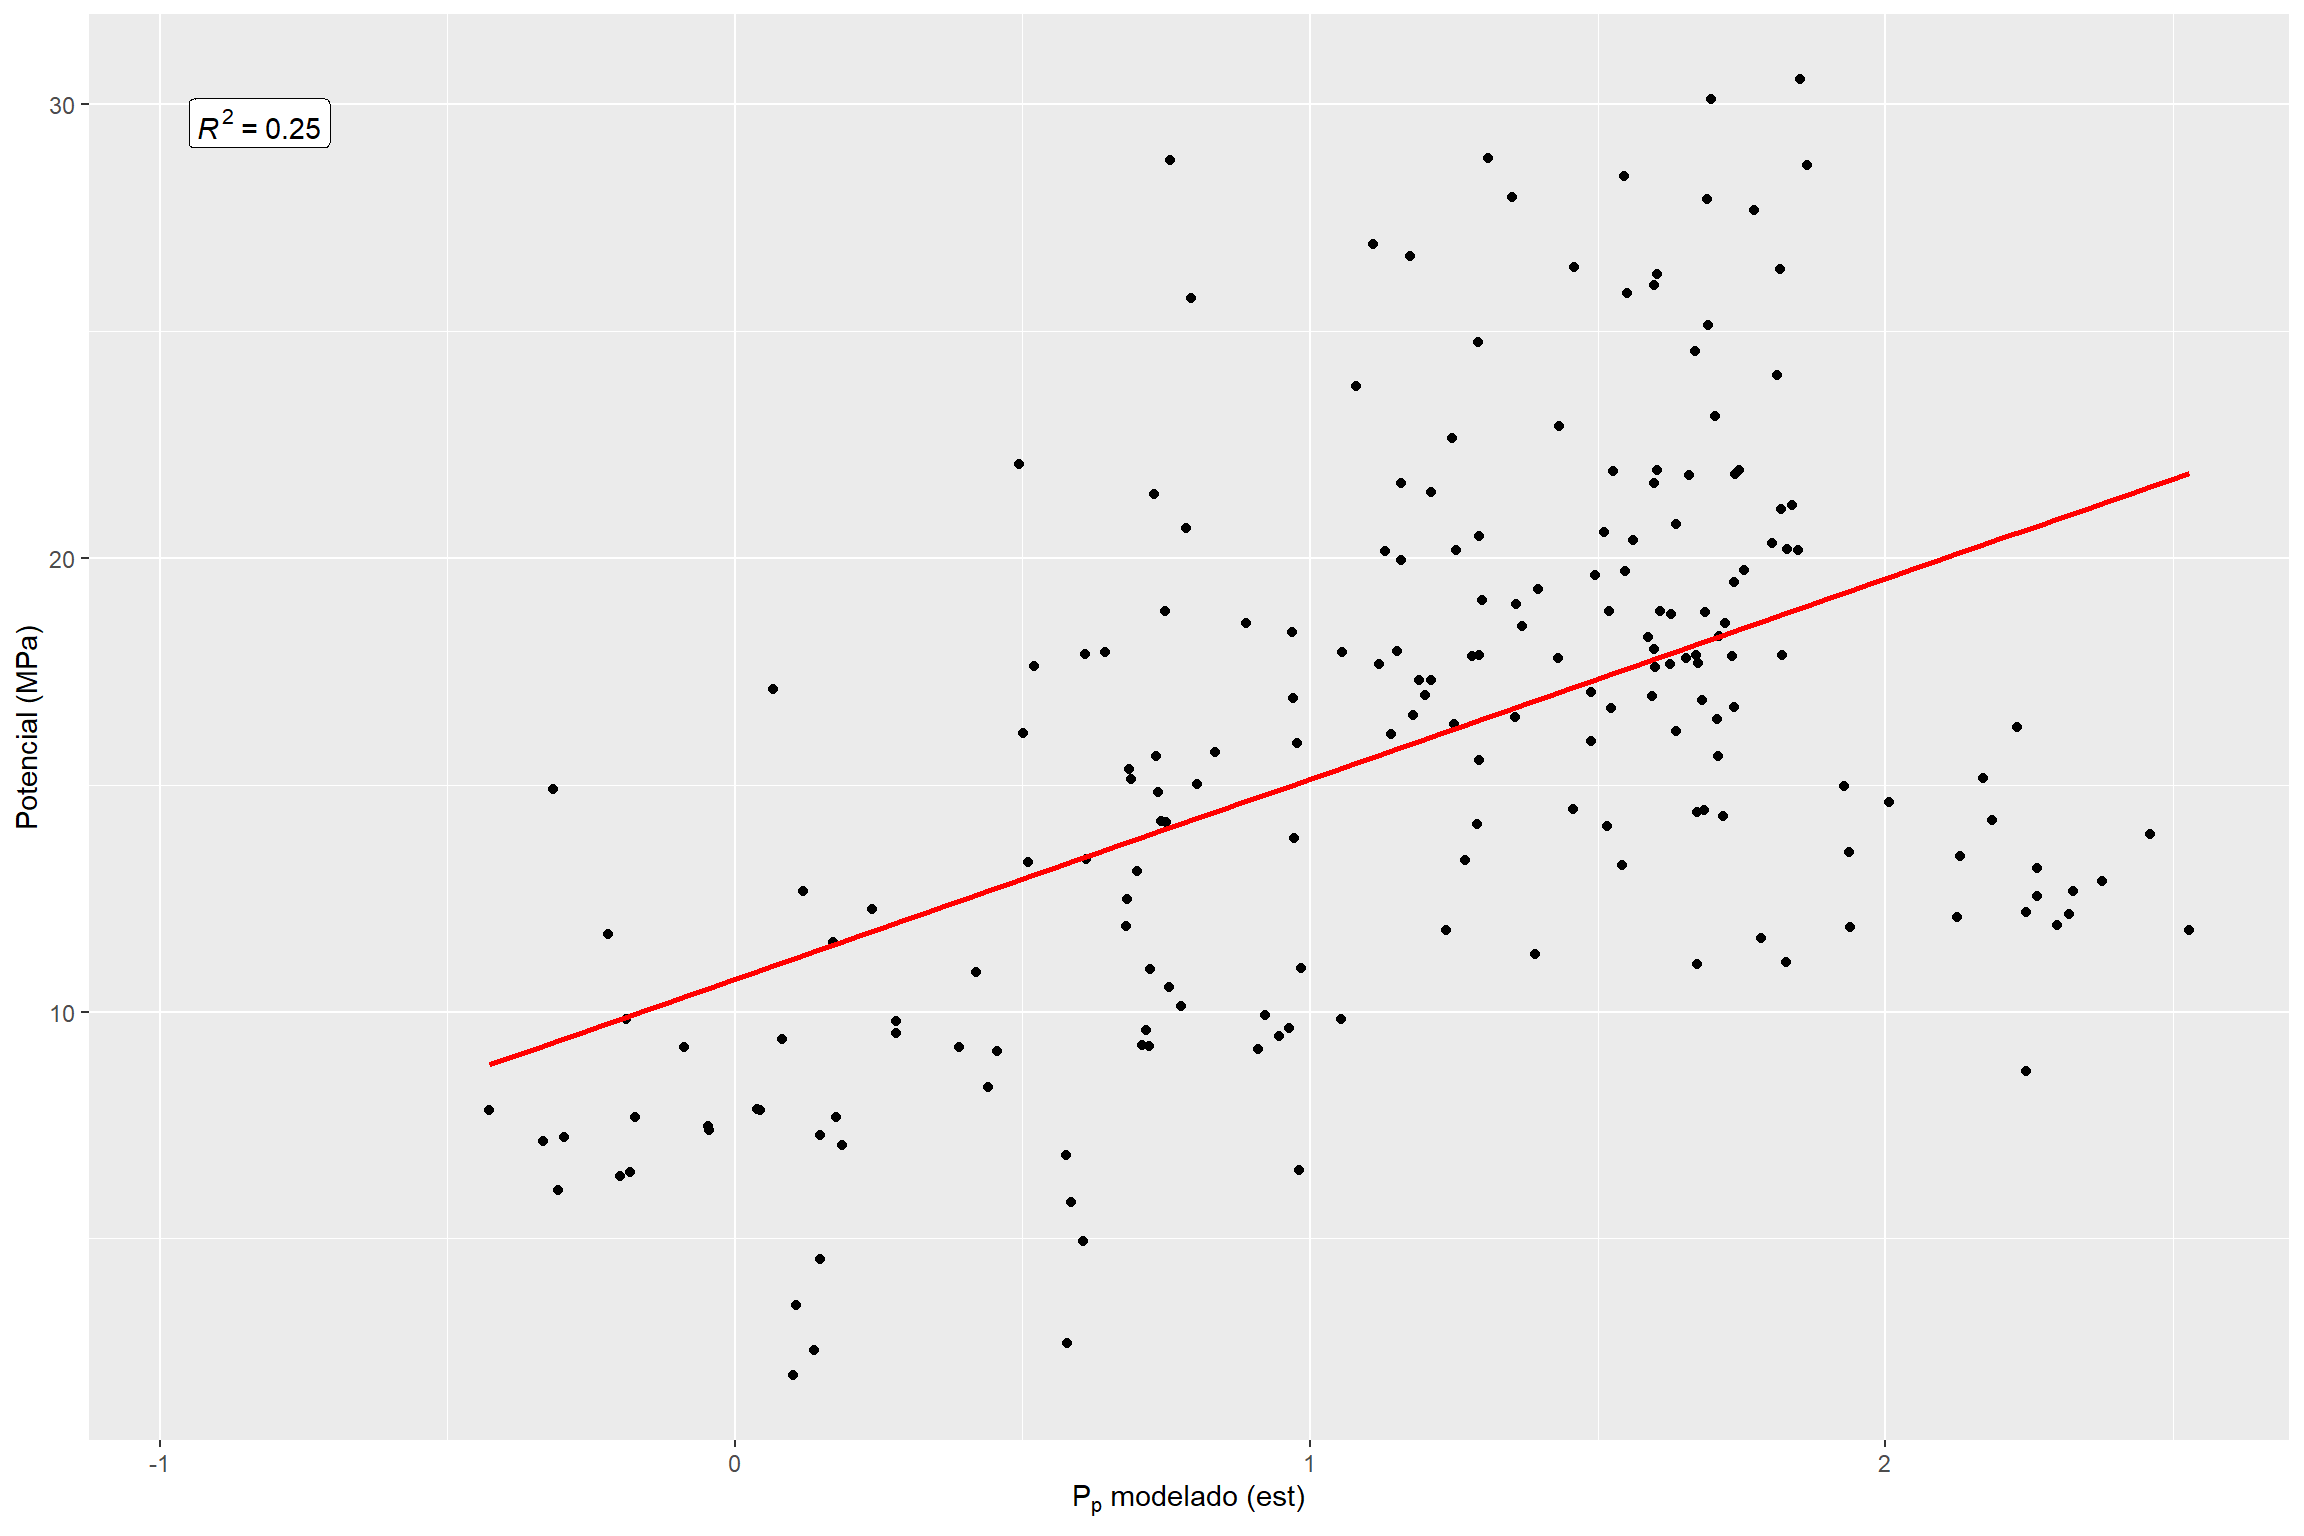 R² = 0.25
30
20
10
Potencial (MPa)
-1 0 1 2
Pₚ modelado (est)